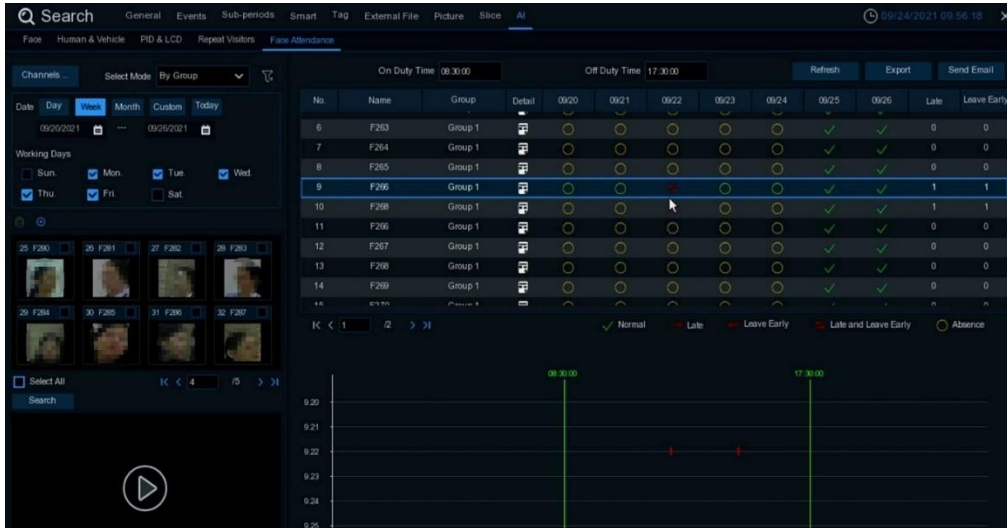 Search General Events Sub-periods Smart Tag External File Picture Slice AI 09/24/2021 09:56:18
Face Human & Vehicle PID & LCD Repeat Visitors Face Attendance
Channels ... Select Mode By Group
Date Day Week Month Custom Today
09/20/2021 --- 09/26/2021
Working Days
Sun. Mon. Tue. Wed.
Thu. Fri. Sat.
25 F280 26 F281 27 F282 28 F283
29 F284 30 F285 31 F286 32 F287
Select All 4 /5
Search
On Duty Time 08:30:00 Off Duty Time 17:30:00 Refresh Export Send Email
No. Name Group Detail 09/20 09/21 09/22 09/23 09/24 09/25 09/26 Late Leave Early
6 F263 Group 1 0 0
7 F264 Group 1 0 0
8 F265 Group 1 0 0
9 F266 Group 1 1 1
10 F268 Group 1 1 1
11 F266 Group 1 0 0
12 F267 Group 1 0 0
13 F268 Group 1 0 0
14 F269 Group 1 0 0
1 /2 Normal Late Leave Early Late and Leave Early Absence
08:30:00 17:30:00
9.20
9.21
9.22
9.23
9.24
9.25